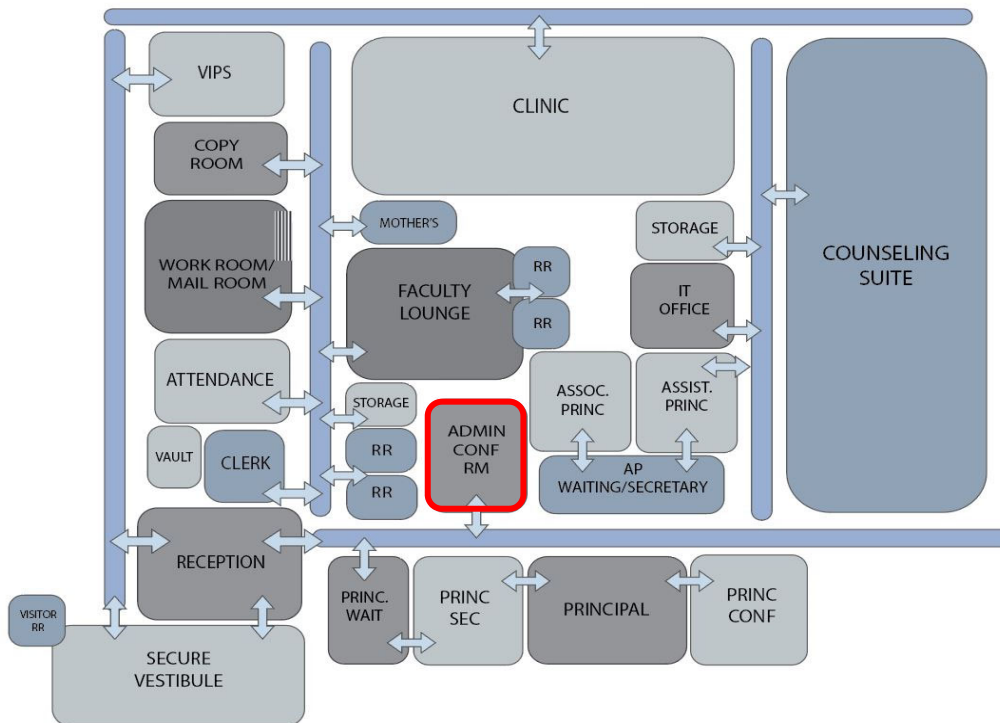 VIPS
CLINIC
COPY
ROOM
MOTHER'S
STORAGE
COUNSELING
SUITE
WORK ROOM/
MAIL ROOM
FACULTY
LOUNGE
RR
RR
IT
OFFICE
ATTENDANCE
STORAGE
ASSOC.
PRINC
ASSIST.
PRINC
ADMIN
CONF
RM
VAULT
CLERK
RR
RR
AP
WAITING/SECRETARY
RECEPTION
PRINC.
WAIT
PRINC
SEC
PRINCIPAL
PRINC
CONF
VISITOR
RR
SECURE
VESTIBULE